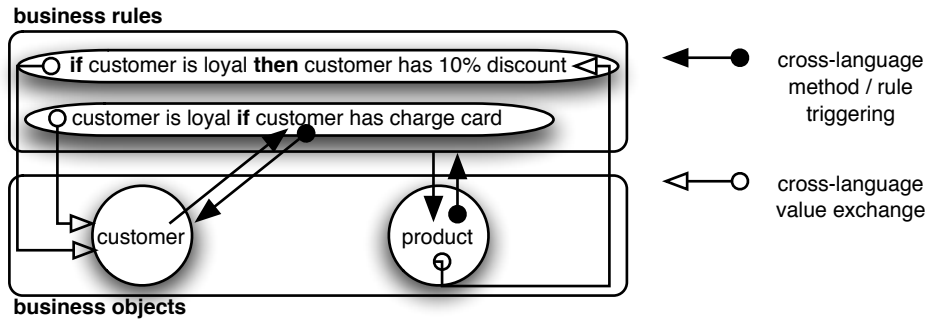 business rules
if customer is loyal then customer has 10% discount
customer is loyal if customer has charge card
customer
product
business objects
cross-language
method / rule
triggering
cross-language
value exchange